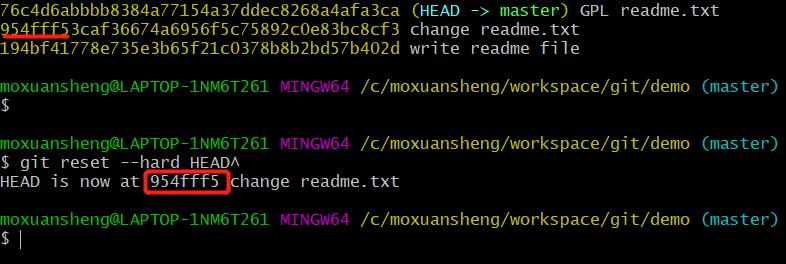 76c4d6abbbb8384a77154a37ddec8268a4afa3ca (HEAD -> master) GPL readme.txt
954fff53caf36674a6956f5c75892c0e83bc8cf3 change readme.txt
194bf41778e735e3b65f21c0378b8b2bd57b402d write readme file
moxuansheng@LAPTOP-1NM6T261 MINGW64 /c/moxuansheng/workspace/git/demo (master)
$
moxuansheng@LAPTOP-1NM6T261 MINGW64 /c/moxuansheng/workspace/git/demo (master)
$ git reset --hard HEAD^
HEAD is now at 954fff5 change readme.txt
moxuansheng@LAPTOP-1NM6T261 MINGW64 /c/moxuansheng/workspace/git/demo (master)
$